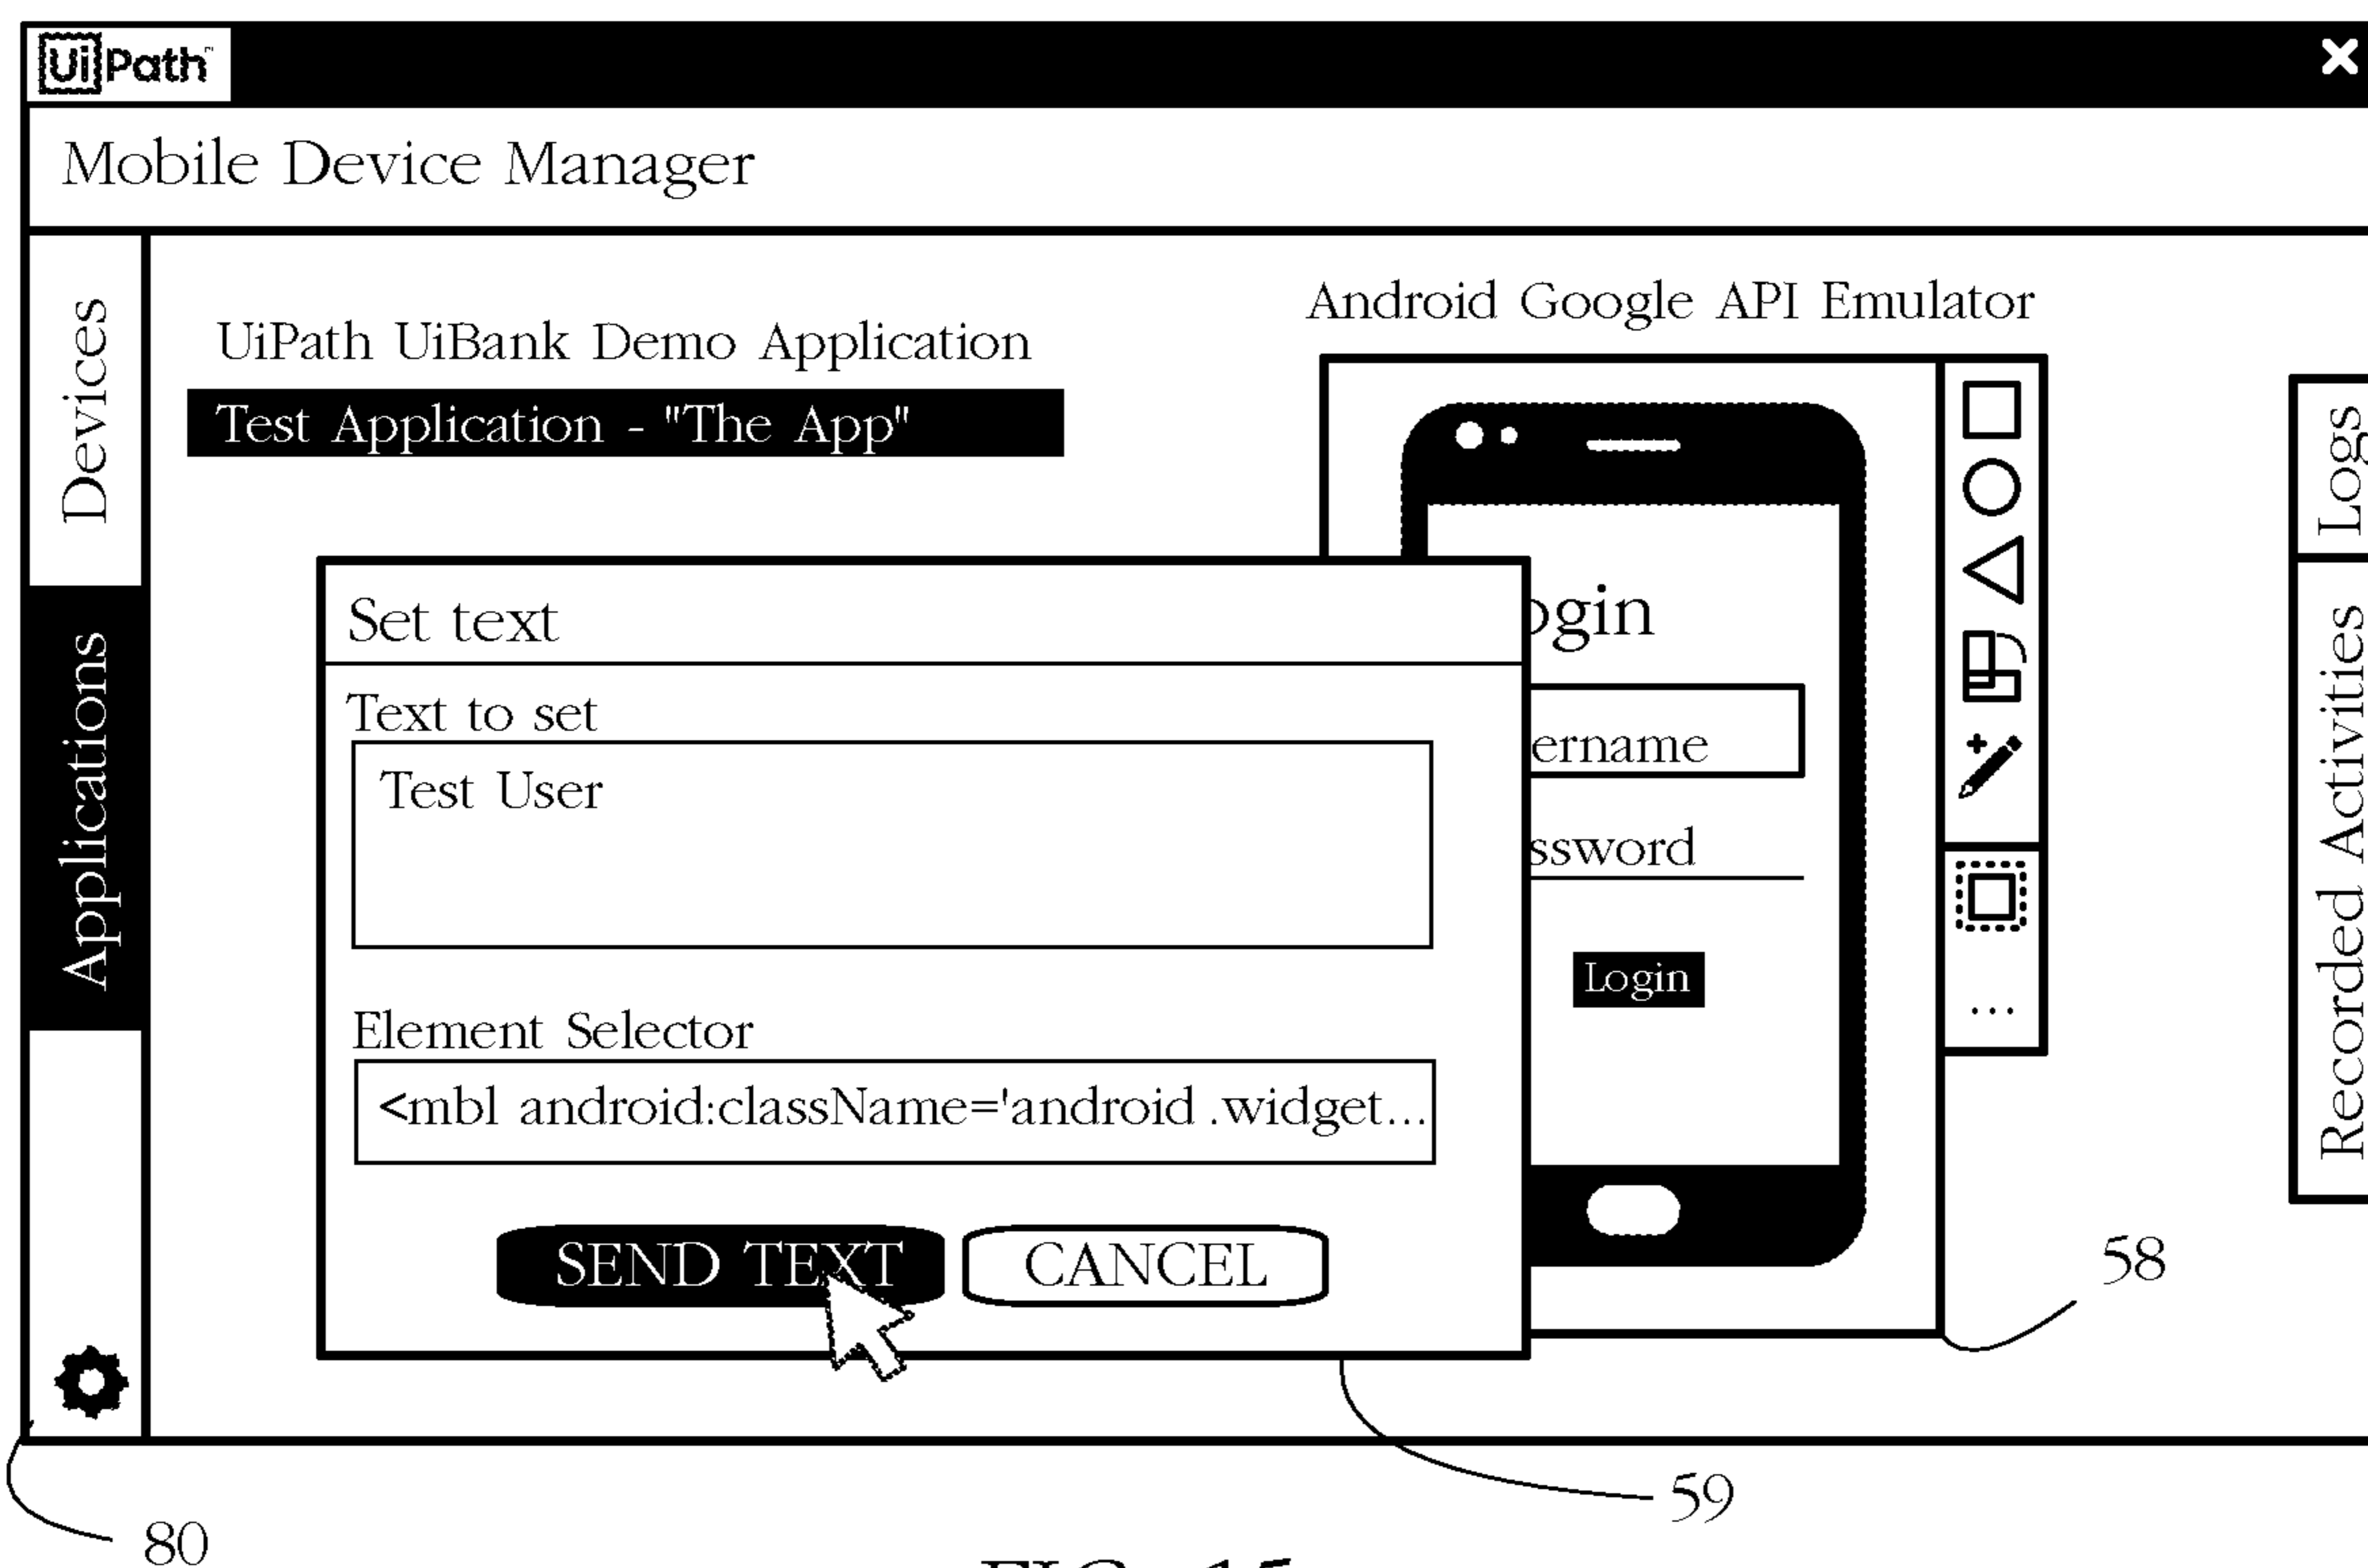 UiPath
Mobile Device Manager
Devices
Applications
UiPath UiBank Demo Application
Test Application - "The App"
Android Google API Emulator
Set text
Text to set
Test User
Element Selector
<mbl android:className='android.widget...
SEND TEXT
CANCEL
ogin
ername
ssword
Login
...
Logs
Recorded Activities
58
59
80